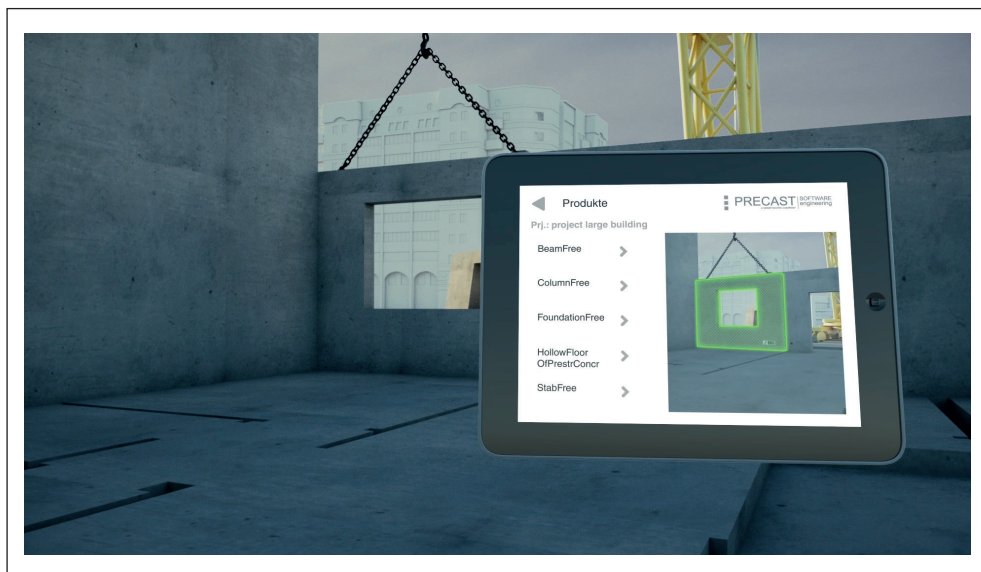 Produkte
PRECAST SOFTWARE
engineering
Prj.: project large building
BeamFree
ColumnFree
FoundationFree
HollowFloor
OfPrestrConcr
StabFree